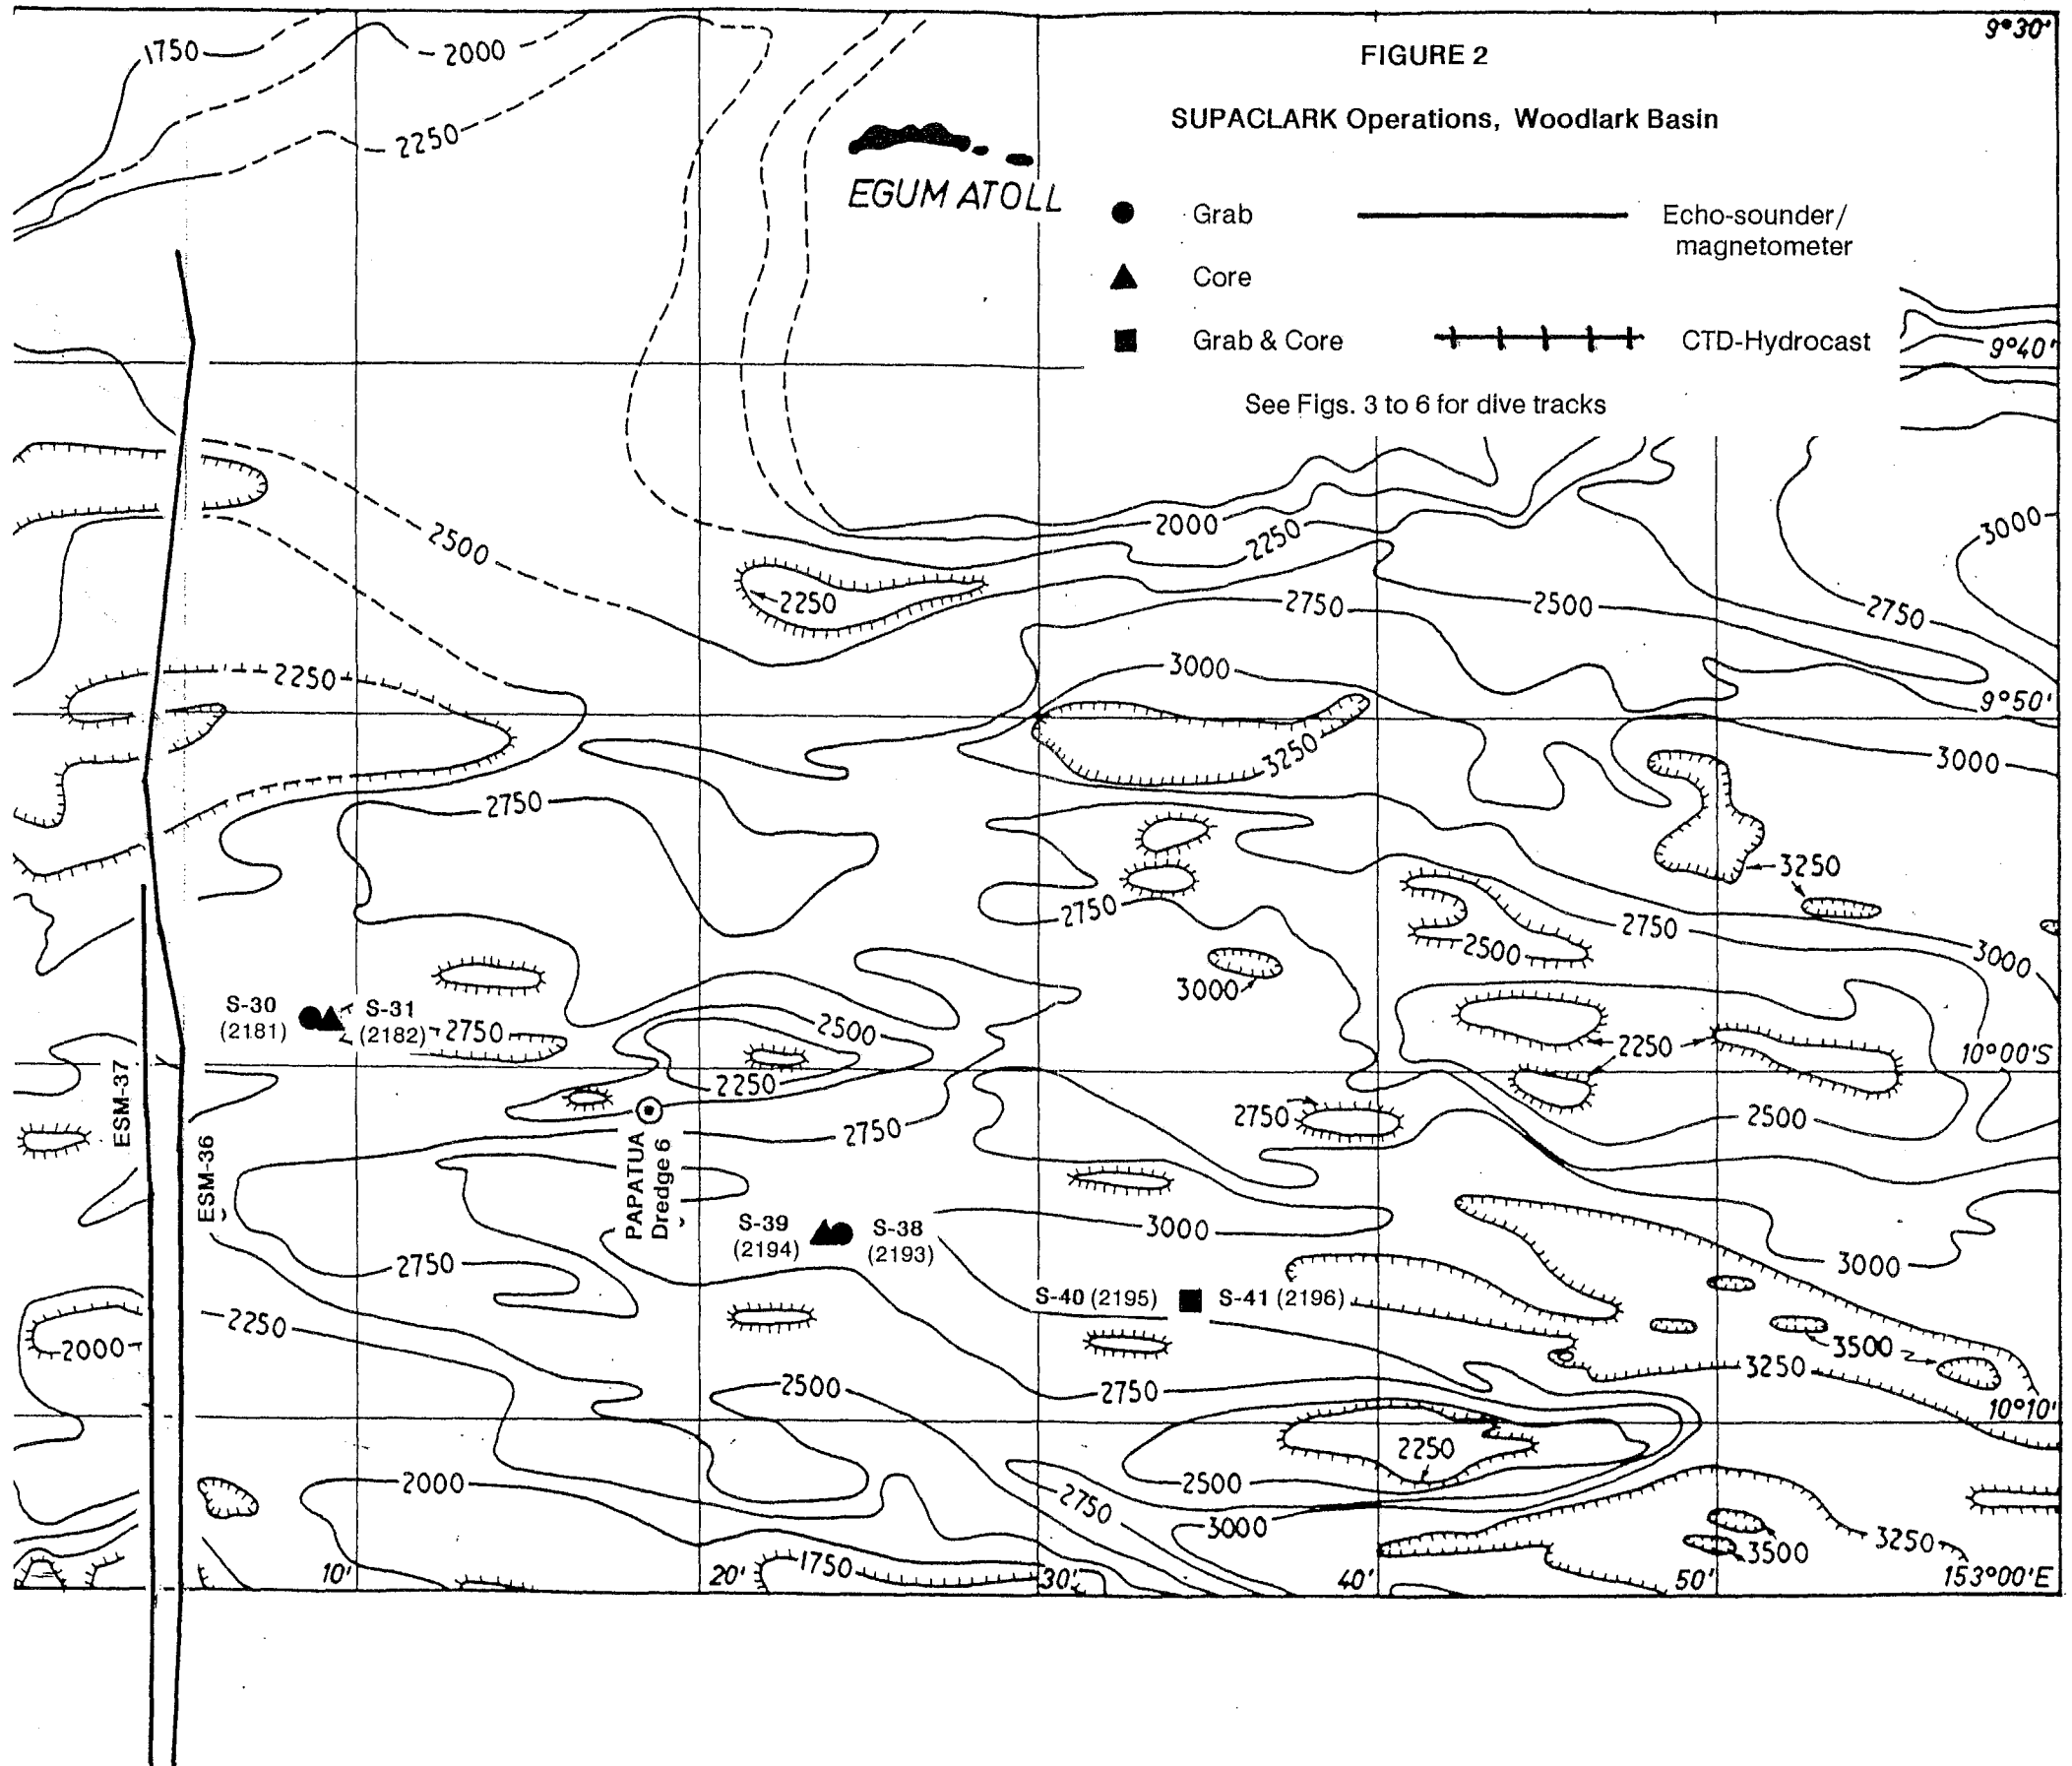 9°30'
FIGURE 2
SUPACLARK Operations, Woodlark Basin
Grab
Echo-sounder/
magnetometer
Core
Grab & Core
CTD-Hydrocast
See Figs. 3 to 6 for dive tracks
1750
2000
2250
EGUM ATOLL
9°40'
2500
2000
2250
3000
2250
2750
2500
2750
2250
3000
9°50'
3250
3000
2750
3250
2750
2750
2500
3000
3000
S-30
(2181)
S-31
(2182)
2750
2500
2250
10°00'S
2250
2750
2750
2500
ESM-37
ESM-36
PAPATUA
Dredge 6
S-39
(2194)
S-38
(2193)
3000
2750
3000
S-40 (2195)
S-41 (2196)
2250
2000
3500
3250
2500
2750
10°10'
2250
2000
2500
2750
3000
3250
3500
1750
10'
20'
30'
40'
50'
153°00'E